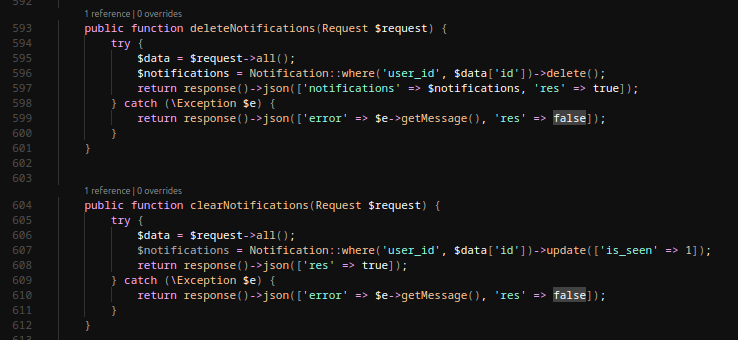 592
1 reference | 0 overrides
593 public function deleteNotifications(Request $request) {
594 try {
595 $data = $request->all();
596 $notifications = Notification::where('user_id', $data['id'])->delete();
597 return response()->json(['notifications' => $notifications, 'res' => true]);
598 } catch (\Exception $e) {
599 return response()->json(['error' => $e->getMessage(), 'res' => false]);
600 }
601 }
602
603
1 reference | 0 overrides
604 public function clearNotifications(Request $request) {
605 try {
606 $data = $request->all();
607 $notifications = Notification::where('user_id', $data['id'])->update(['is_seen' => 1]);
608 return response()->json(['res' => true]);
609 } catch (\Exception $e) {
610 return response()->json(['error' => $e->getMessage(), 'res' => false]);
611 }
612 }
613